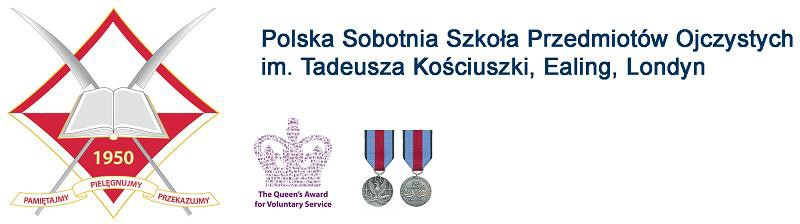 Polska Sobotnia Szkoła Przedmiotów Ojczystych
im. Tadeusza Kościuszki, Ealing, Londyn
1950
PAMIĘTAJMY PIELĘGNUJMY PRZEKAZUJMY
The Queen's Award
for Voluntary Service